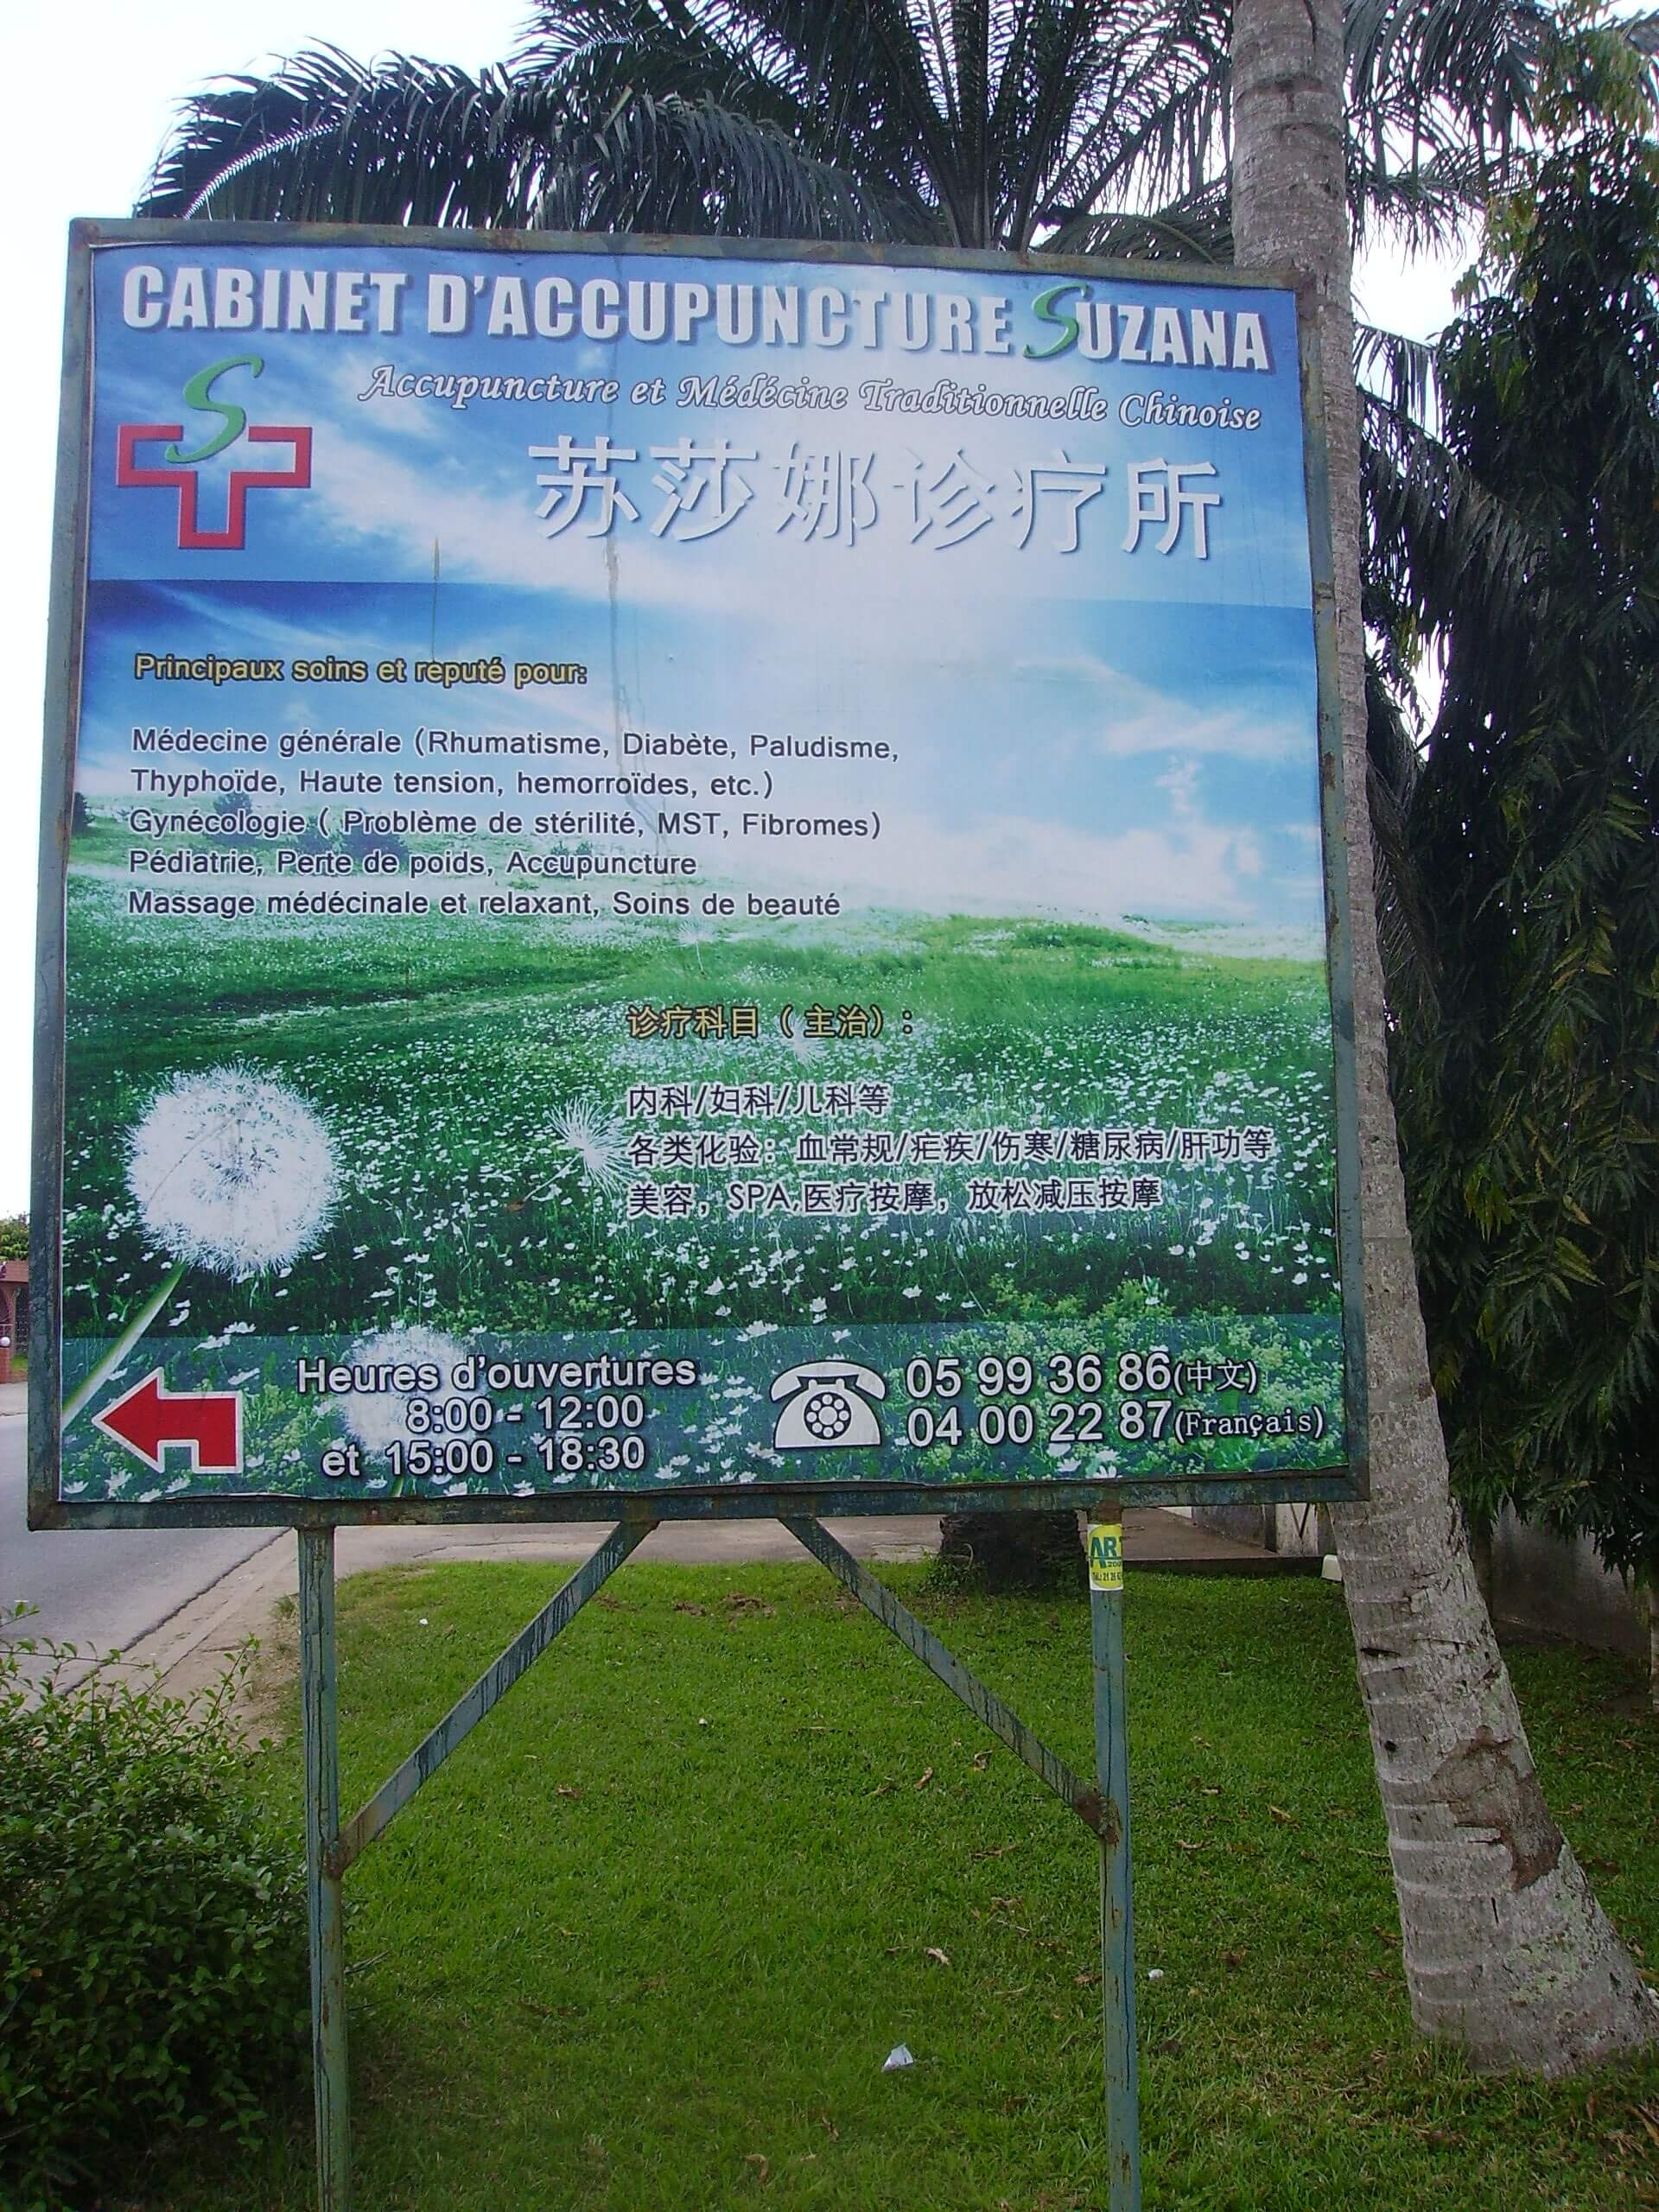 CABINET D'ACCUPUNCTURE SUZANA
Accupuncture et Médécine Traditionnelle Chinoise
S
苏莎娜诊疗所
Principaux soins et reputé pour:
Médecine générale (Rhumatisme, Diabète, Paludisme,
Thyphoïde, Haute tension, hemorroïdes, etc.)
Gynécologie ( Problème de stérilité, MST, Fibromes)
Pédiatrie, Perte de poids, Accupuncture
Massage médécinale et relaxant, Soins de beauté
诊疗科目（主治）:
内科/妇科/儿科等
各类化验：血常规/疟疾/伤寒/糖尿病/肝功等
美容，SPA,医疗按摩，放松减压按摩
Heures d'ouvertures
8:00 - 12:00
et 15:00 - 18:30
05 99 36 86(中文)
04 00 22 87(Français)